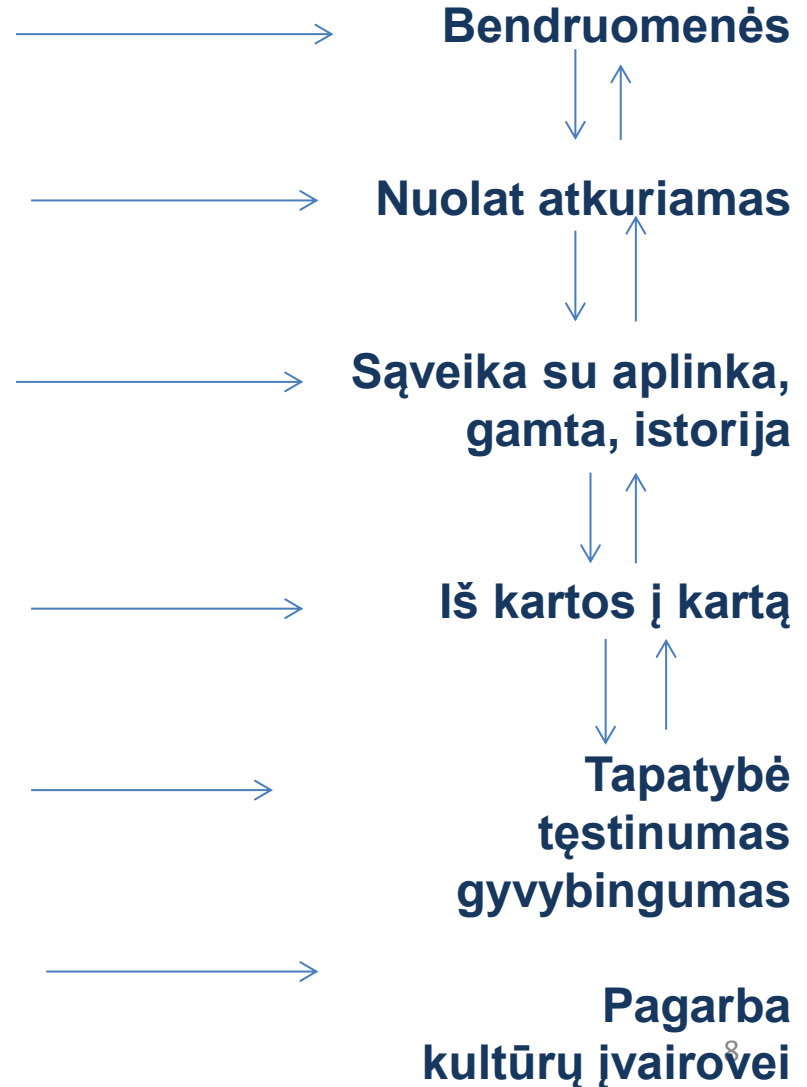 Bendruomenės
Nuolat atkuriamas
Sąveika su aplinka,
gamta, istorija
Iš kartos į kartą
Tapatybė
tęstinumas
gyvybingumas
Pagarba
kultūrų įvairovei
8